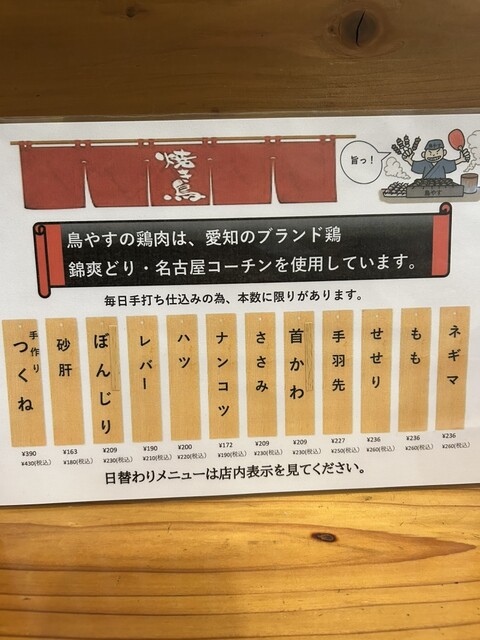 焼き鳥
旨っ！
鳥やす
鳥やすの鶏肉は、愛知のブランド鶏
錦爽どり・名古屋コーチンを使用しています。
毎日手打ち仕込みの為、本数に限りがあります。
ネギマ
¥236
¥260(税込)
もも
¥236
¥260(税込)
せせり
¥236
¥260(税込)
手羽先
¥227
¥250(税込)
首かわ
¥209
¥230(税込)
ささみ
¥209
¥230(税込)
ナンコツ
¥172
¥190(税込)
ハツ
¥200
¥220(税込)
レバー
¥190
¥210(税込)
ぼんじり
¥209
¥230(税込)
砂肝
¥163
¥180(税込)
手作り
つくね
¥390
¥430(税込)
日替わりメニューは店内表示を見てください。